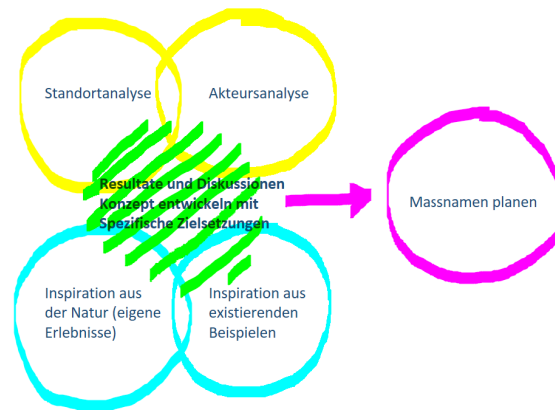 Standortanalyse
Akteursanalyse
Resultate und Diskussionen
Konzept entwickeln mit
Spezifische Zielsetzungen
Massnamen planen
Inspiration aus
der Natur (eigene
Erlebnisse)
Inspiration aus
existierenden
Beispielen